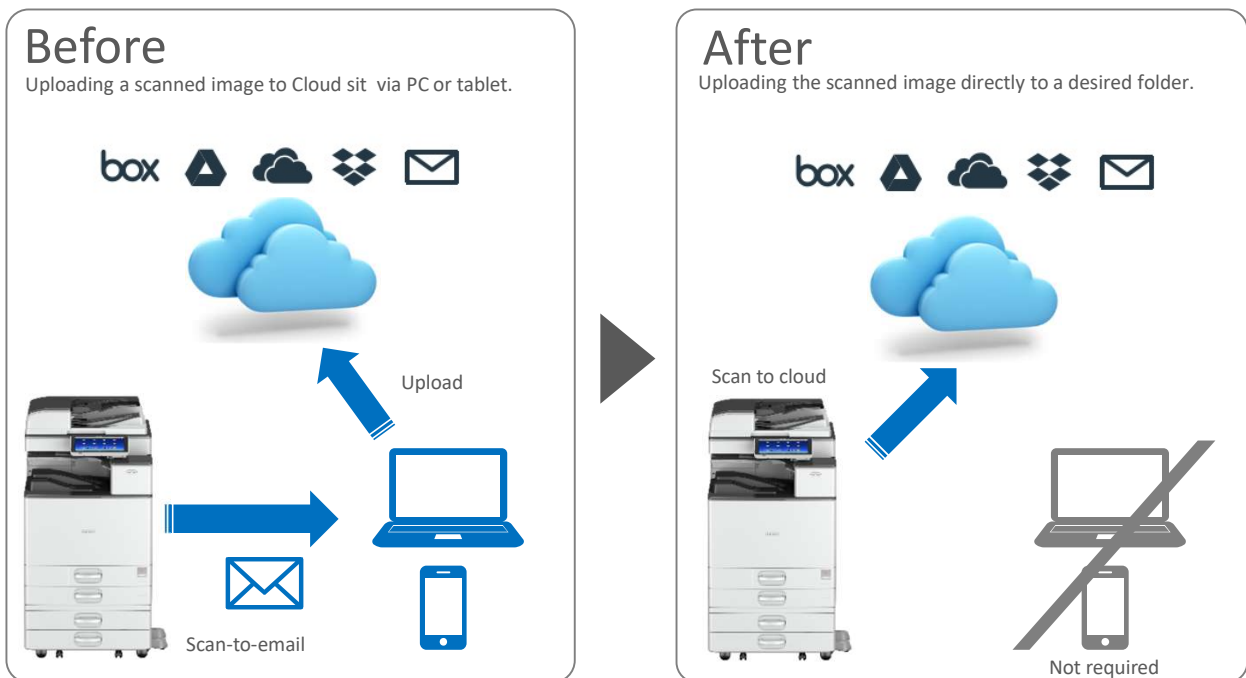 Before
Uploading a scanned image to Cloud sit  via PC or tablet.
box
Upload
Scan-to-email
After
Uploading the scanned image directly to a desired folder.
box
Scan to cloud
Not required